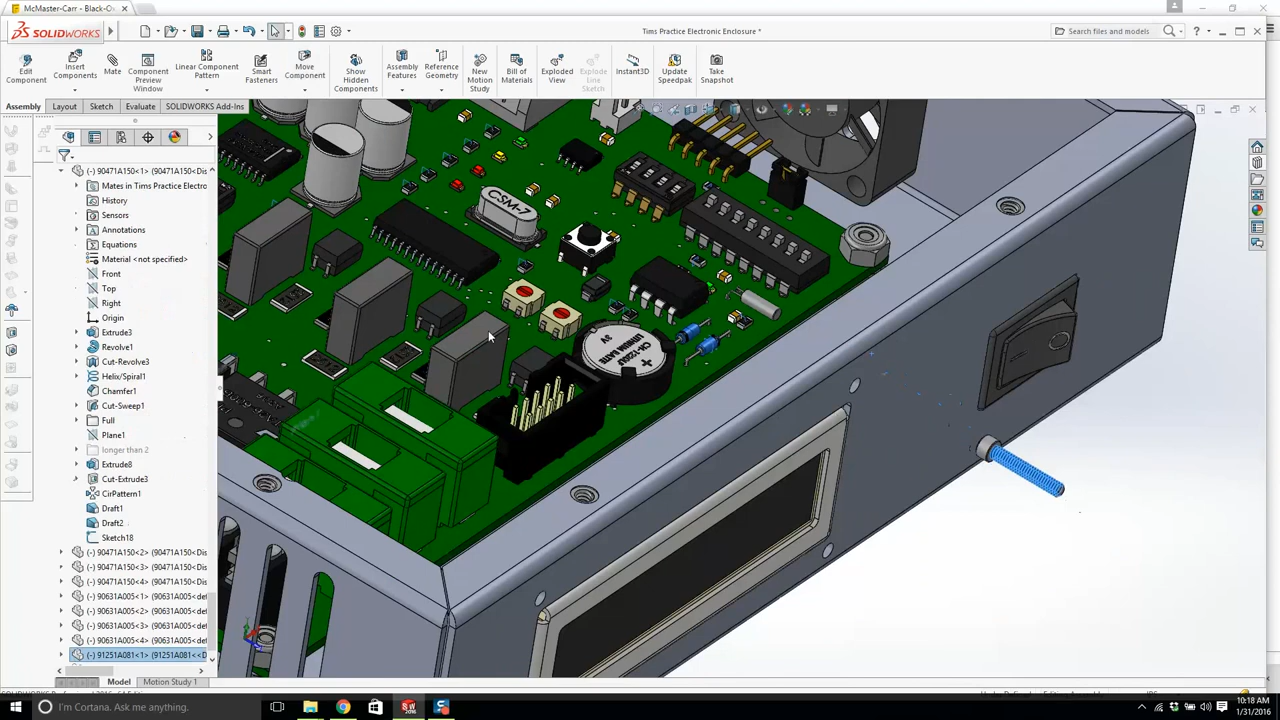 McMaster-Carr - Black-Ox
SOLIDWORKS
Tims Practice Electronic Enclosure *
Search files and models
Edit Component
Insert Components
Mate
Component Preview Window
Linear Component Pattern
Smart Fasteners
Move Component
Show Hidden Components
Assembly Features
Reference Geometry
New Motion Study
Bill of Materials
Exploded View
Explode Line Sketch
Instant3D
Update Speedpak
Take Snapshot
Assembly
Layout
Sketch
Evaluate
SOLIDWORKS Add-Ins
(-) 90471A150<1> (90471A150<Dis
Mates in Tims Practice Electro
History
Sensors
Annotations
Equations
Material <not specified>
Front
Top
Right
Origin
Extrude3
Revolve1
Cut-Revolve3
Helix/Spiral1
Chamfer1
Cut-Sweep1
Full
Plane1
longer than 2
Extrude8
Cut-Extrude3
CirPattern1
Draft1
Draft2
Sketch18
(-) 90471A150<2> (90471A150<Dis
(-) 90471A150<3> (90471A150<Dis
(-) 90471A150<4> (90471A150<Dis
(-) 90631A005<1> (90631A005<def
(-) 90631A005<2> (90631A005<def
(-) 90631A005<3> (90631A005<def
(-) 90631A005<4> (90631A005<def
(-) 91251A081<1> (91251A081<<D
CSM-7
3V
Model
Motion Study 1
I'm Cortana. Ask me anything.
10:18 AM
1/31/2016